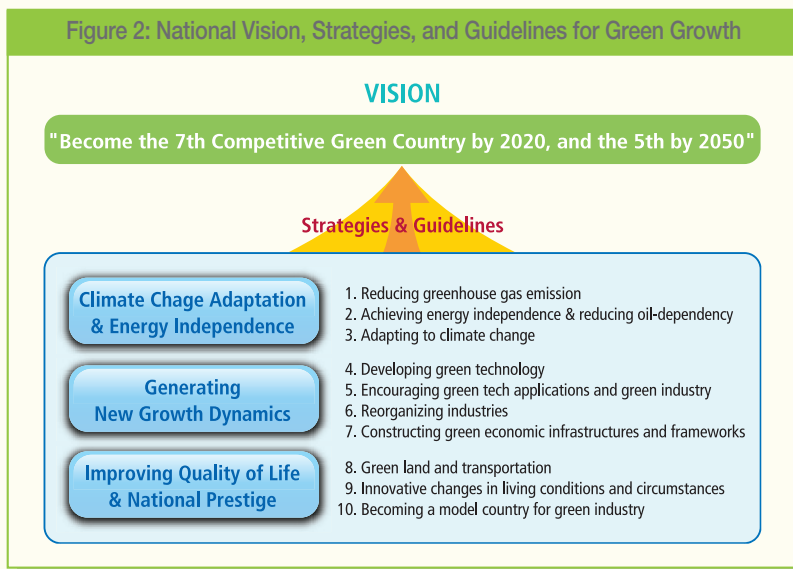 Figure 2: National Vision, Strategies, and Guidelines for Green Growth
VISION
"Become the 7th Competitive Green Country by 2020, and the 5th by 2050"
Strategies & Guidelines
Climate Chage Adaptation
& Energy Independence
1. Reducing greenhouse gas emission
2. Achieving energy independence & reducing oil-dependency
3. Adapting to climate change
Generating
New Growth Dynamics
4. Developing green technology
5. Encouraging green tech applications and green industry
6. Reorganizing industries
7. Constructing green economic infrastructures and frameworks
Improving Quality of Life
& National Prestige
8. Green land and transportation
9. Innovative changes in living conditions and circumstances
10. Becoming a model country for green industry